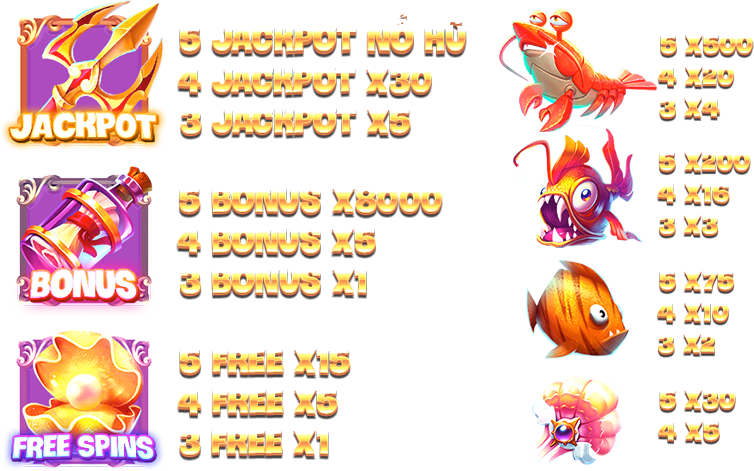 JACKPOT
5 JACKPOT NỔ HŨ
4 JACKPOT X30
3 JACKPOT X5
BONUS
5 BONUS X8000
4 BONUS X5
3 BONUS X1
FREE SPINS
5 FREE X15
4 FREE X5
3 FREE X1
5 X500
4 X20
3 X4
5 X200
4 X16
3 X3
5 X75
4 X10
3 X2
5 X30
4 X5